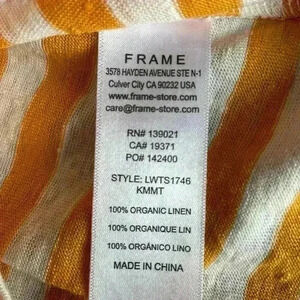 FRAME
3578 HAYDEN AVENUE STE N-1
Culver City CA 90232 USA
www.frame-store.com
care@frame-store.com
RN# 139021
CA# 19371
PO# 142400
STYLE: LWTS1746
KMMT
100% ORGANIC LINEN
100% ORGANIQUE LIN
100% ORGÁNICO LINO
MADE IN CHINA